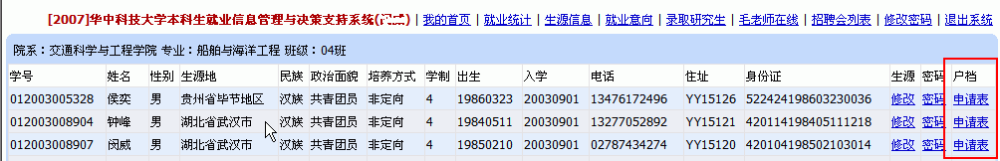 [2007]华中科技大学本科生就业信息管理与决策支持系统( ) | 我的首页 | 就业统计 | 生源信息 | 就业意向 | 录取研究生 | 毛老师在线 | 招聘会列表 | 修改密码 | 退出系统
院系：交通科学与工程学院 专业：船舶与海洋工程 班级：04班
学号 姓名 性别 生源地 民族 政治面貌 培养方式 学制 出生 入学 电话 住址 身份证 生源 密码 户档
012003005328 侯奕 男 贵州省毕节地区 汉族 共青团员 非定向 4 19860323 20030901 13476172496 YY15126 522424198603230036 修改 密码 申请表
012003008904 钟峰 男 湖北省武汉市 汉族 共青团员 非定向 4 19840511 20030901 13277052892 YY15121 420114198405111218 修改 密码 申请表
012003008907 闵威 男 湖北省武汉市 汉族 共青团员 非定向 4 19850210 20030901 02787434274 YY15120 420104198502103014 修改 密码 申请表